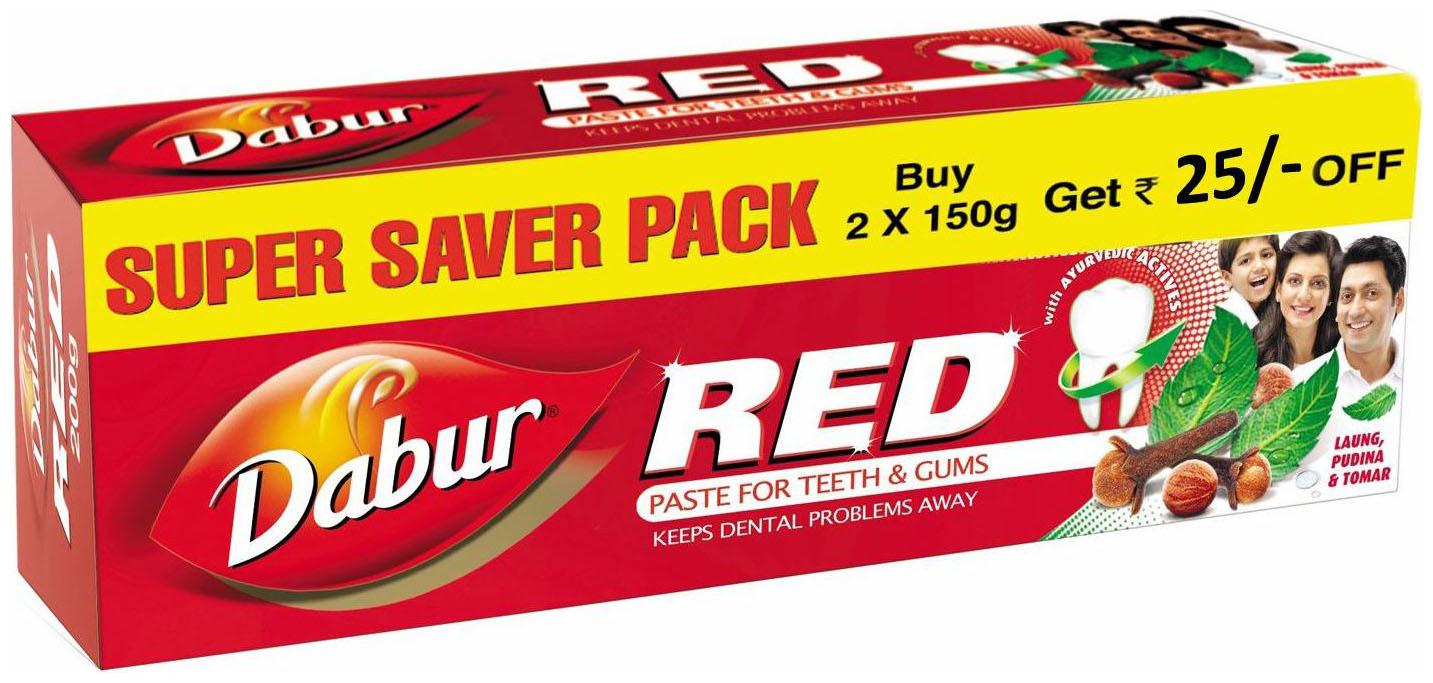 Dabur
RED
PASTE FOR TEETH & GUMS
KEEPS DENTAL PROBLEMS AWAY
SUPER SAVER PACK
Buy
2 X 150g
Get ₹ 25/- OFF
Dabur®
RED
PASTE FOR TEETH & GUMS
KEEPS DENTAL PROBLEMS AWAY
with AYURVEDIC ACTIVES
LAUNG,
PUDINA
& TOMAR
Dabur
RED
200g